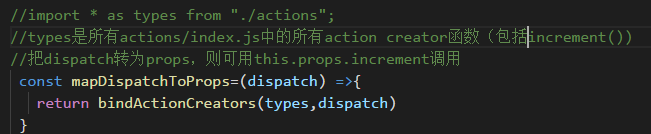 //import * as types from "./actions";
//types是所有actions/index.js中的所有action creator函数（包括increment())
//把dispatch转为props，则可用this.props.increment调用
const mapDispatchToProps=(dispatch) =>{
return bindActionCreators(types,dispatch)
}